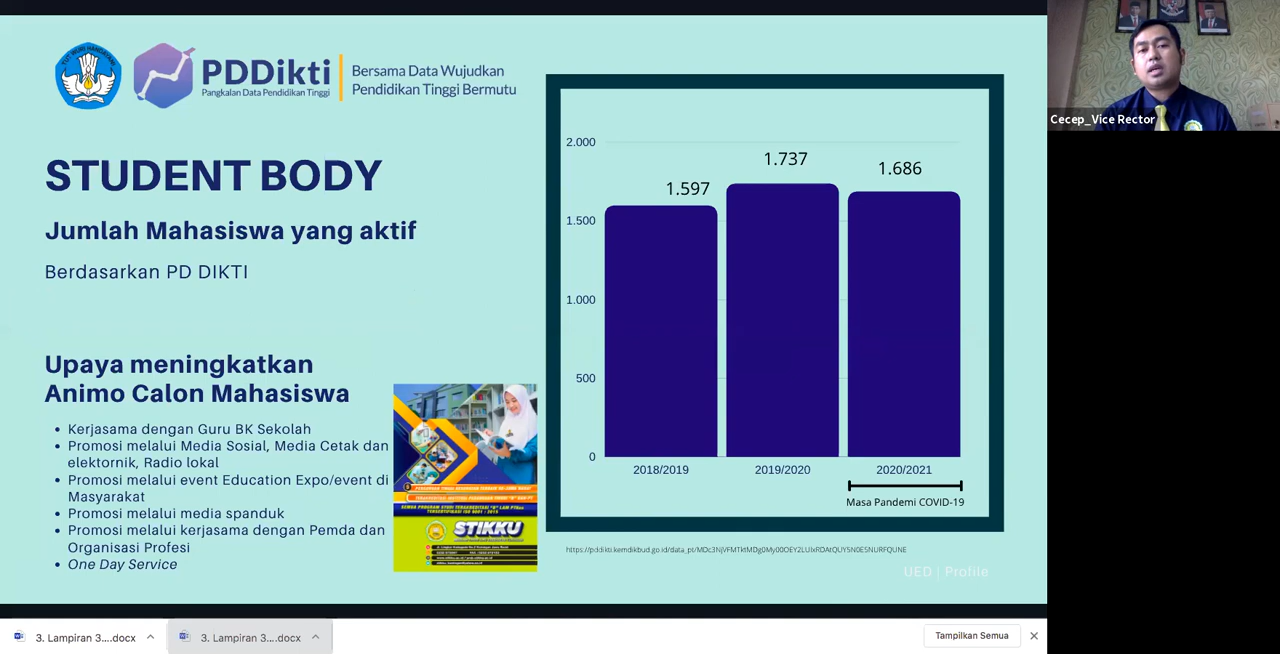 PDDikti
Pangkalan Data Pendidikan Tinggi
Bersama Data Wujudkan
Pendidikan Tinggi Bermutu
STUDENT BODY
Jumlah Mahasiswa yang aktif
Berdasarkan PD DIKTI
Upaya meningkatkan
Animo Calon Mahasiswa
• Kerjasama dengan Guru BK Sekolah
• Promosi melalui Media Sosial, Media Cetak dan
elektornik, Radio lokal
• Promosi melalui event Education Expo/event di
Masyarakat
• Promosi melalui media spanduk
• Promosi melalui kerjasama dengan Pemda dan
Organisasi Profesi
• One Day Service
STIKKU
2.000
1.500
1.000
500
0
1.597
1.737
1.686
2018/2019
2019/2020
2020/2021
Masa Pandemi COVID-19
UED | Profile
Cecep_Vice Rector
3. Lampiran 3....docx
3. Lampiran 3....docx
Tampilkan Semua